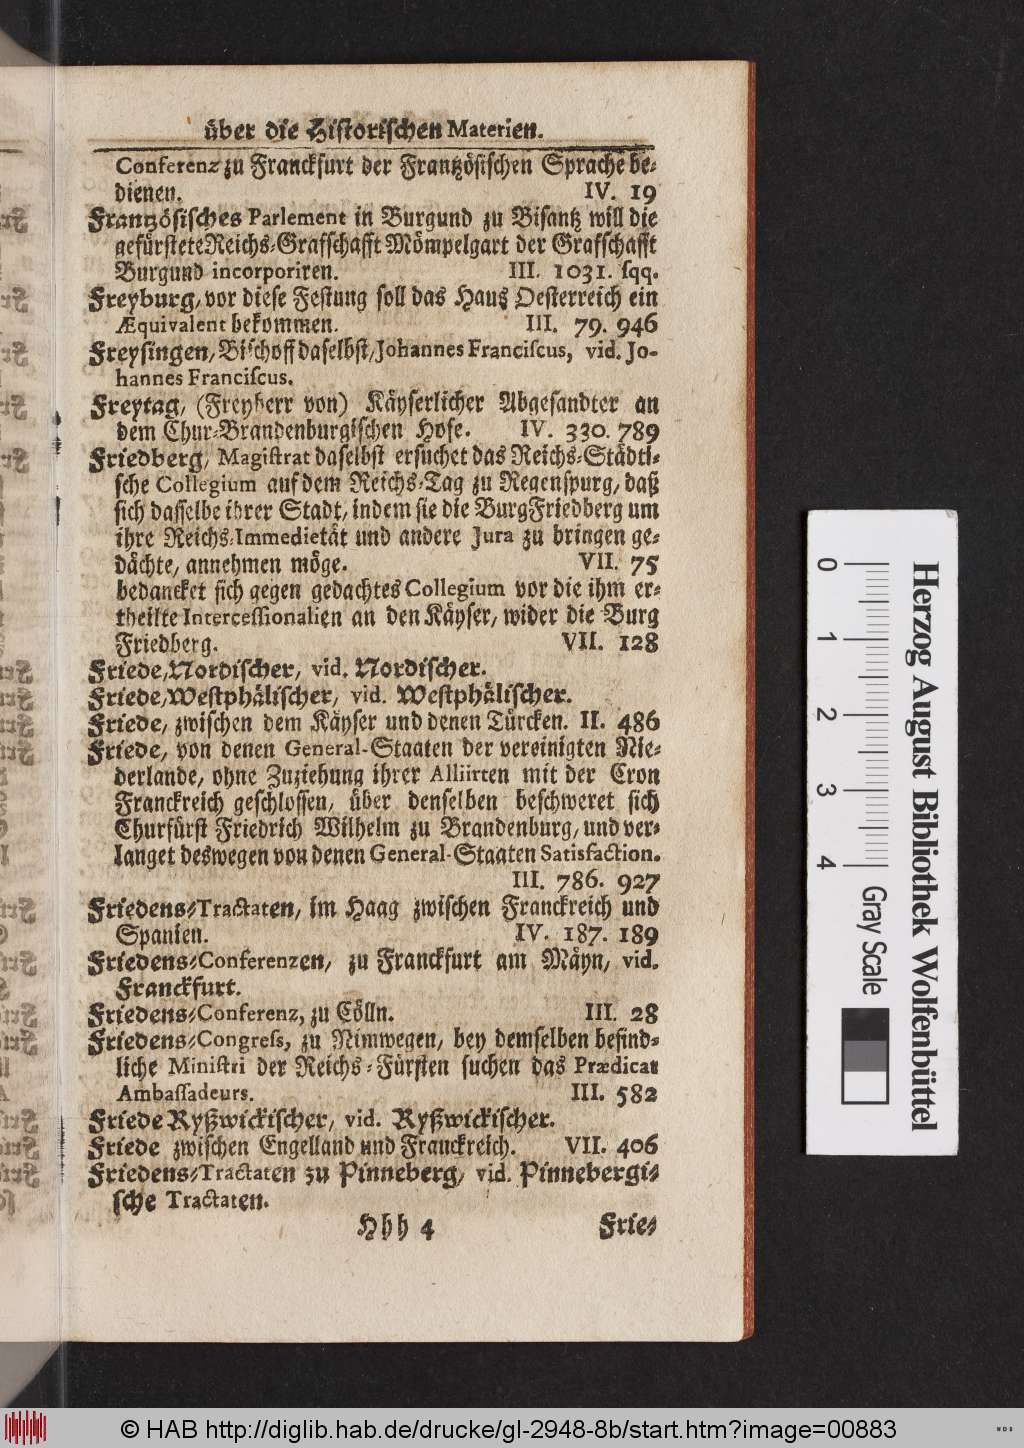 über die Historischen Materien.
Conferenz zu Franckfurt der Frantzösischen Sprache be-
dienen. IV. 19
Frantzösisches Parlement in Burgund zu Bisantz will die
gefürstete Reichs-Grafschafft Mömpelgart der Grafschafft
Burgund incorporiren. III. 1031. sqq.
Freyburg, vor diese Festung soll das Hauß Oesterreich ein
Æquivalent bekommen. III. 79. 946
Freysingen, Bischoff daselbst, Johannes Franciscus, vid. Jo-
hannes Franciscus.
Freytag, (Freyherr von) Käyserlicher Abgesandter an
dem Chur-Brandenburgischen Hofe. IV. 330. 789
Friedberg, Magistrat daselbst ersuchet das Reichs-Städti-
sche Collegium auf dem Reichs-Tag zu Regenspurg, daß
sich dasselbe ihrer Stadt, indem sie die Burg Friedberg um
ihre Reichs-Immedietät und andere Jura zu bringen ge-
dächte, annehmen möge. VII. 75
bedancket sich gegen gedachtes Collegium vor die ihm er-
theilte Intercessionalien an den Käyser, wider die Burg
Friedberg. VII. 128
Friede, Nordischer, vid. Nordischer.
Friede, Westphälischer, vid. Westphälischer.
Friede, zwischen dem Käyser und denen Türcken. II. 486
Friede, von denen General-Staaten der vereinigten Nie-
derlande, ohne Zuziehung ihrer Alliirten mit der Cron
Franckreich geschlossen, über denselben beschweret sich
Churfürst Friedrich Wilhelm zu Brandenburg, und ver-
langet deswegen von denen General-Staaten Satisfaction.
III. 786. 927
Friedens-Tractaten, im Haag zwischen Franckreich und
Spanien. IV. 187. 189
Friedens-Conferenzen, zu Franckfurt am Mäyn, vid.
Franckfurt.
Friedens-Conferenz, zu Cölln. III. 28
Friedens-Congress, zu Nimwegen, bey demselben befind-
liche Ministri der Reichs-Fürsten suchen das Prædicat
Ambassadeurs. III. 582
Friede Ryßwickischer, vid. Ryßwickischer.
Friede zwischen Engelland und Franckreich. VII. 406
Friedens-Tractaten zu Pinneberg, vid. Pinnebergi-
sche Tractaten.
Hhh 4 Frie-
Herzog August Bibliothek Wolfenbüttel
0 1 2 3 4 Gray Scale
© HAB http://diglib.hab.de/drucke/gl-2948-8b/start.htm?image=00883